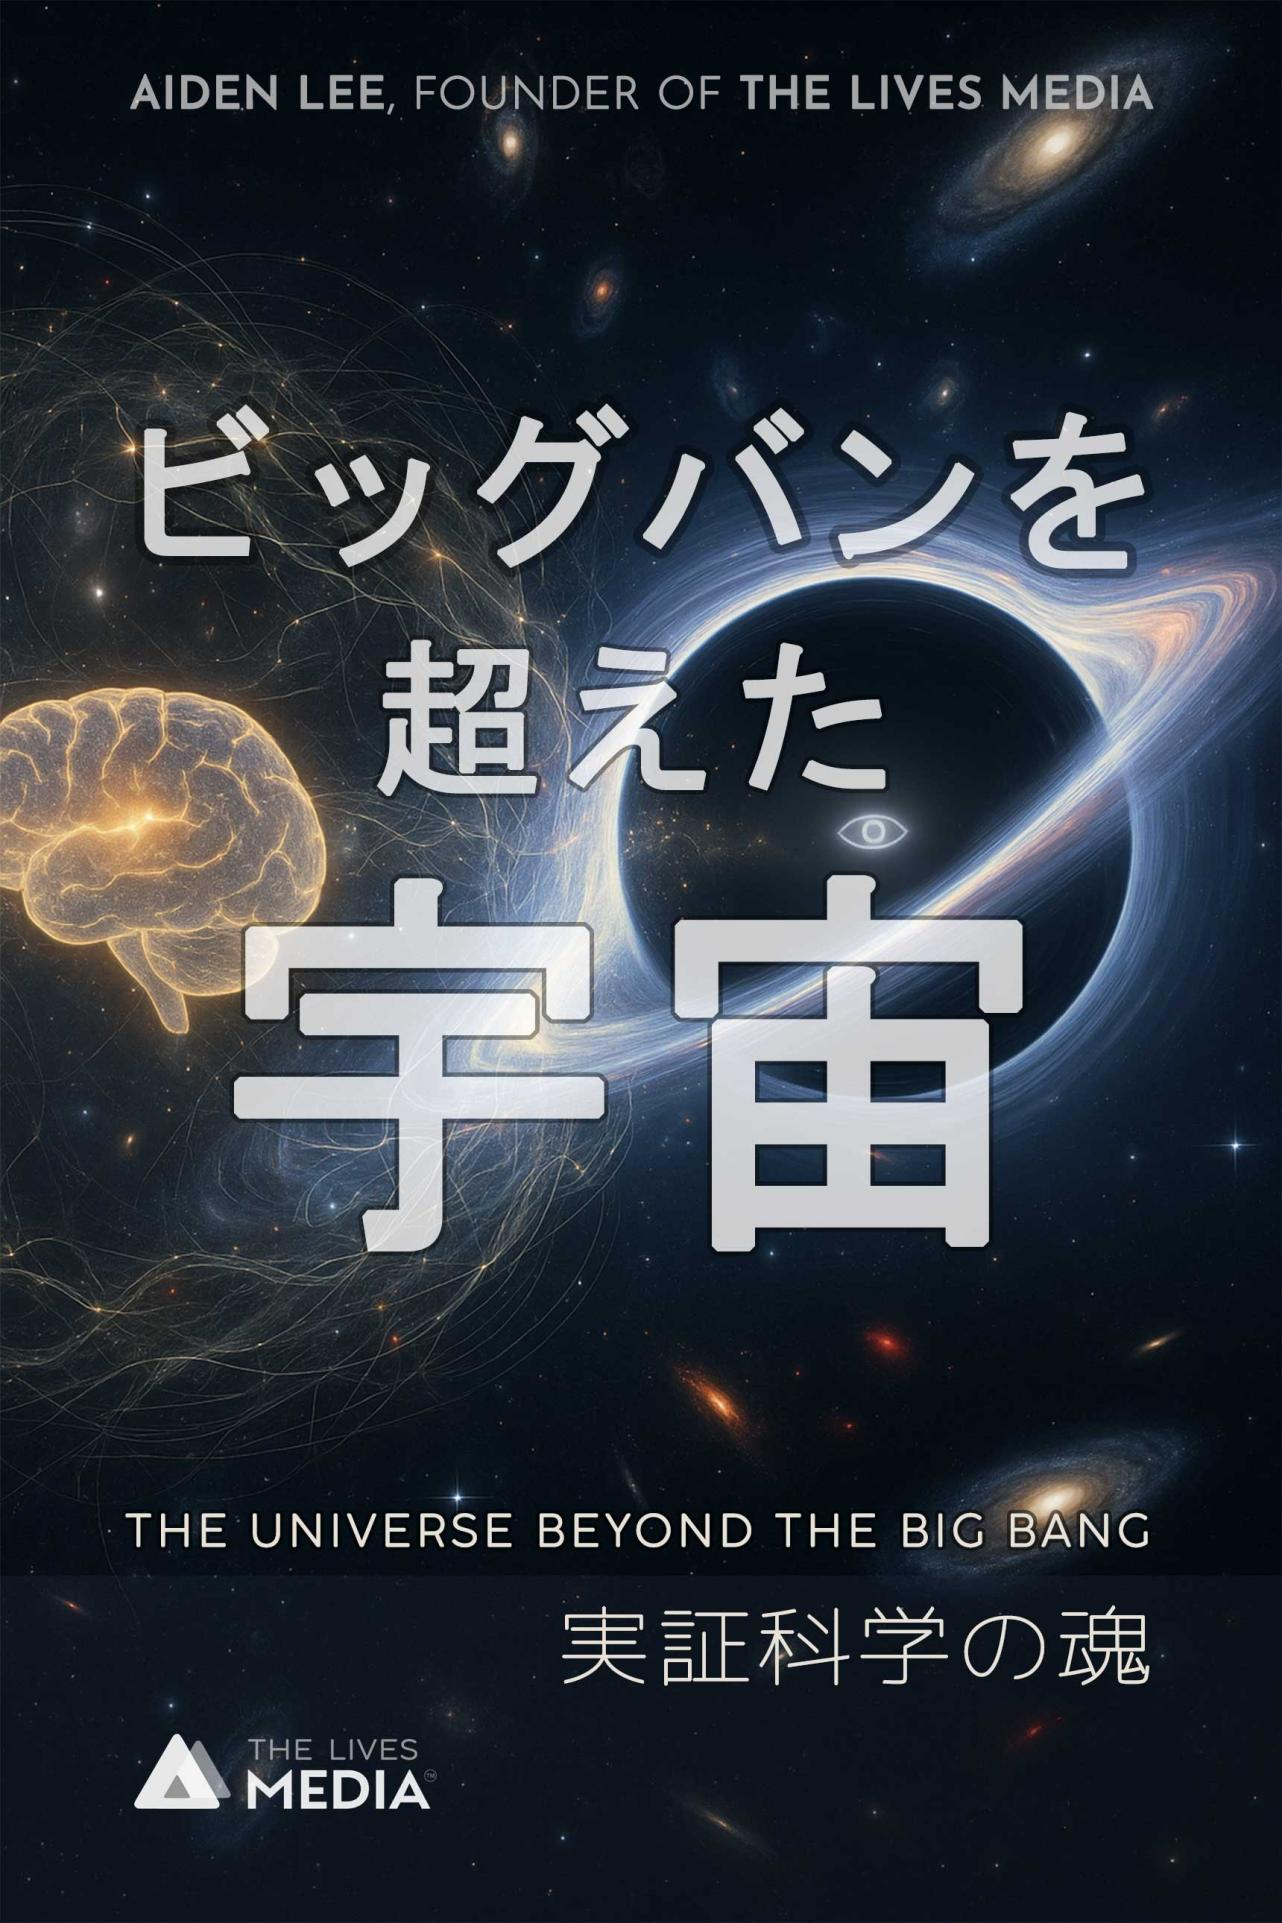 AIDEN LEE, FOUNDER OF THE LIVES MEDIA
ビッグバンを
超えた
宇宙
THE UNIVERSE BEYOND THE BIG BANG
実証科学の魂
THE LIVES
MEDIA™